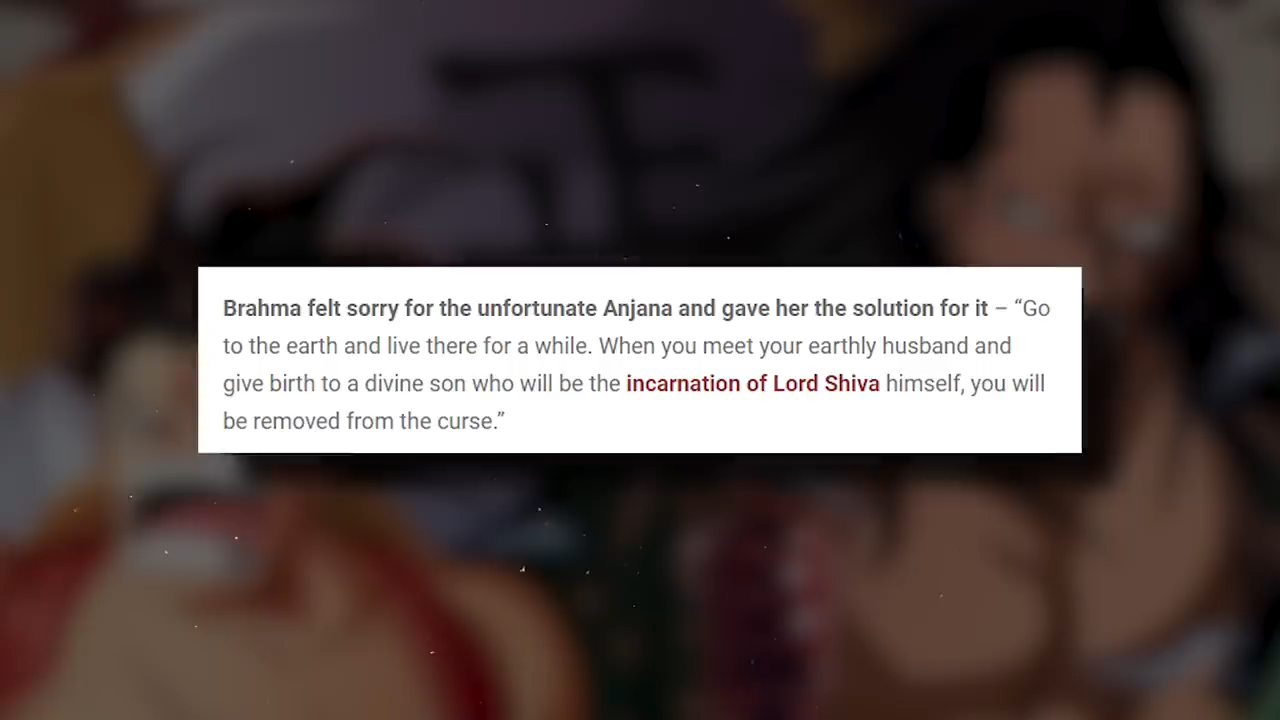 Brahma felt sorry for the unfortunate Anjana and gave her the solution for it – “Go
to the earth and live there for a while. When you meet your earthly husband and
give birth to a divine son who will be the incarnation of Lord Shiva himself, you will
be removed from the curse.”